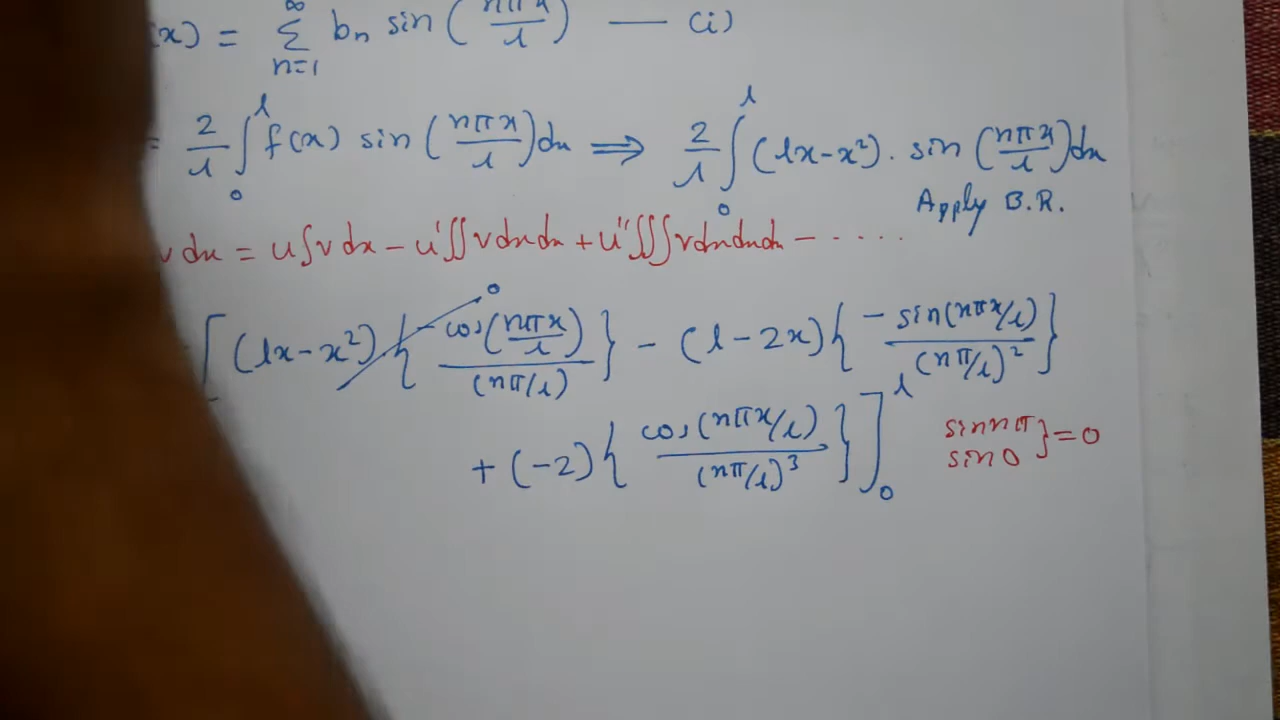 (x) = ∑_{n=1}^{∞} bn sin(nπx/l) — (i)
= 2/l ∫_0^l f(x) sin(nπx/l)dx ⟹ 2/l ∫_0^l (lx-x²). sin(nπx/l)dx
Apply B.R.
v dx = u∫v dx - u'∬v dx dx + u''∭v dx dx dx - .....
[(lx-x²){-cos(nπx/l)/(nπ/l)} 0 - (l-2x){-sin(nπx/l)/(nπ/l)²}
+ (-2){cos(nπx/l)/(nπ/l)³}]_0^l sin nπ sin 0} = 0